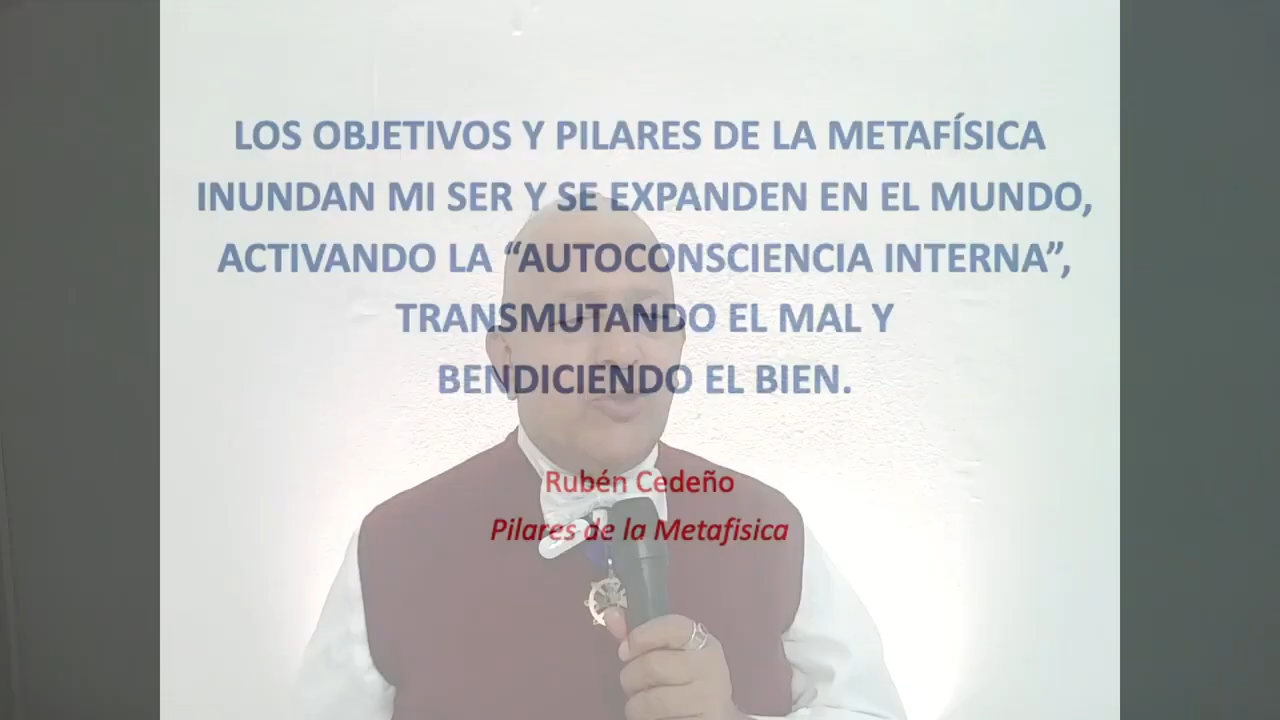 LOS OBJETIVOS Y PILARES DE LA METAFÍSICA
INUNDAN MI SER Y SE EXPANDEN EN EL MUNDO,
ACTIVANDO LA “AUTOCONSCIENCIA INTERNA”,
TRANSMUTANDO EL MAL Y
BENDICIENDO EL BIEN.
Rubén Cedeño
Pilares de la Metafisica